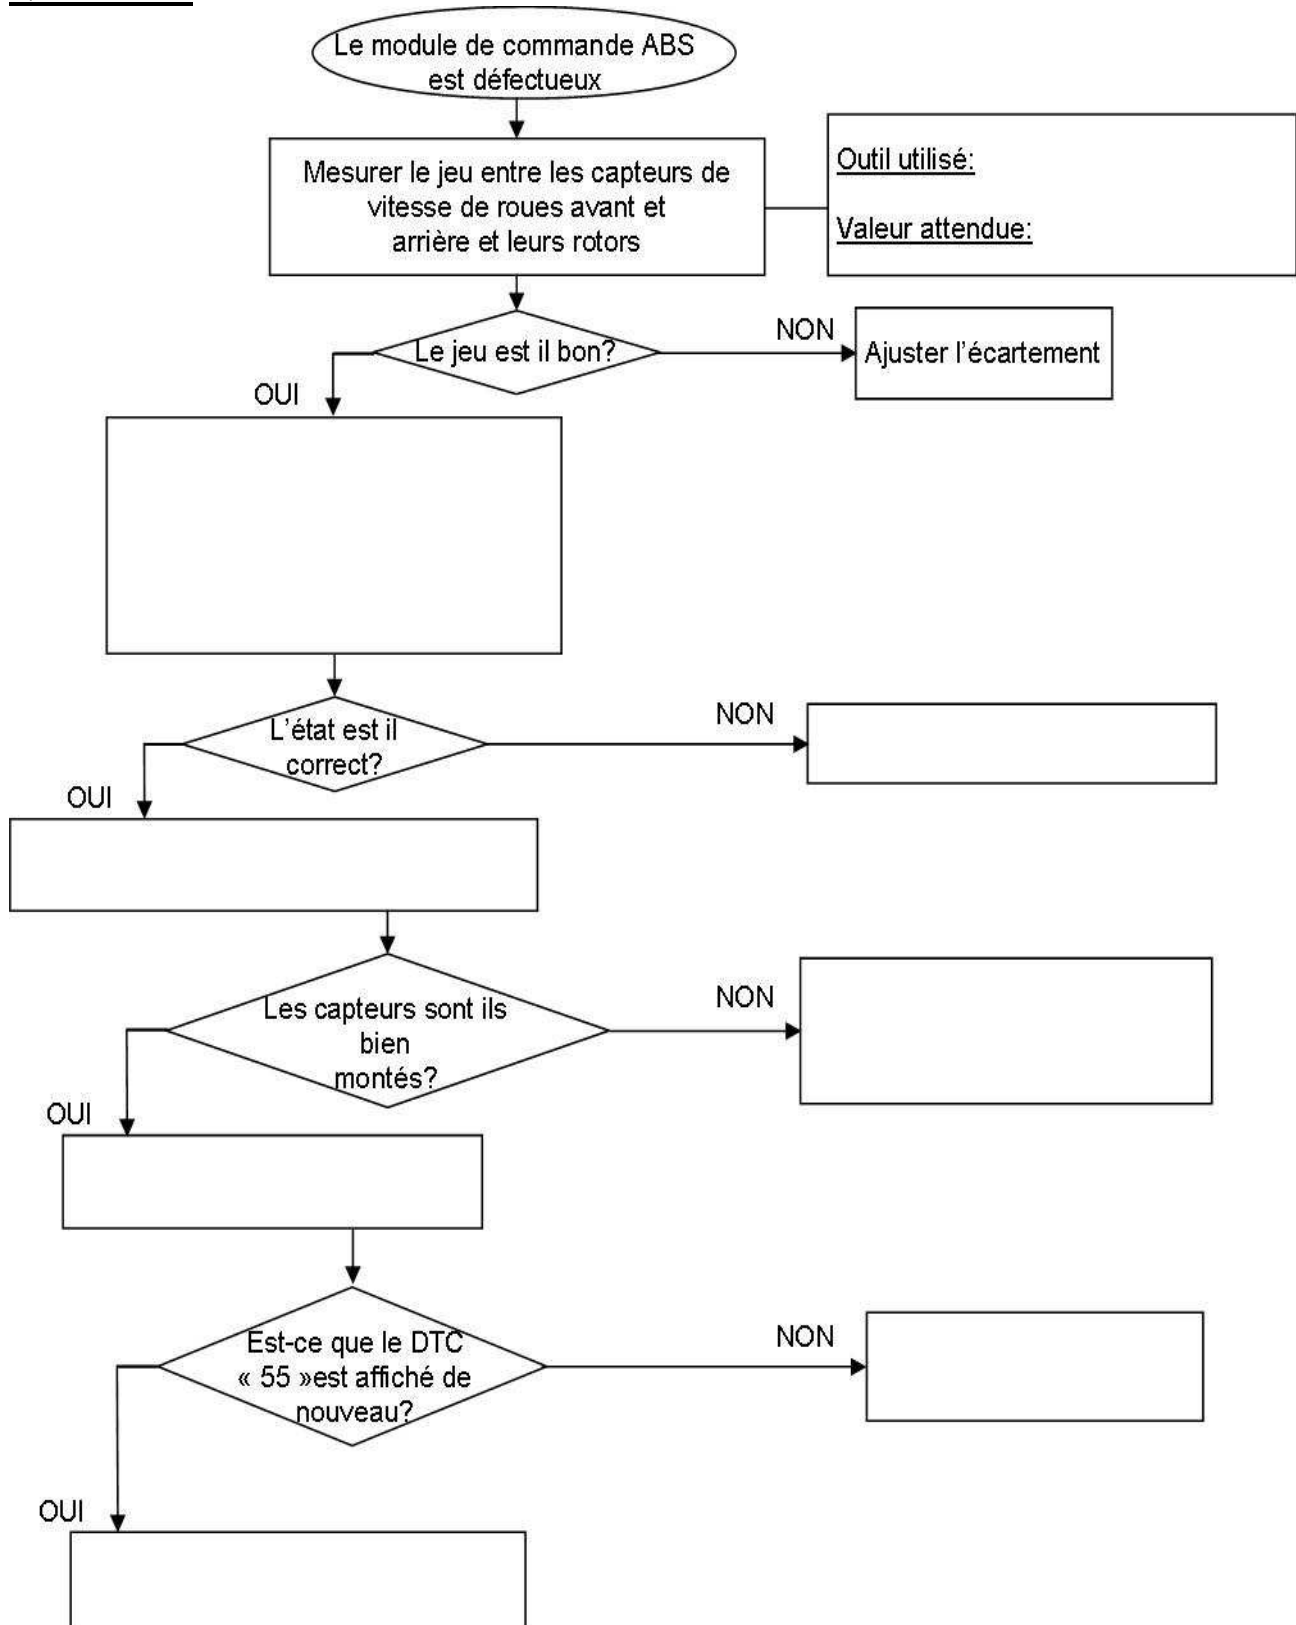 Le module de commande ABS
est défectueux
Mesurer le jeu entre les capteurs de
vitesse de roues avant et
arrière et leurs rotors
Outil utilisé:
Valeur attendue:
Le jeu est il bon?
NON
Ajuster l'écartement
OUI
L'état est il
correct?
NON
OUI
Les capteurs sont ils
bien
montés?
NON
OUI
Est-ce que le DTC
« 55 »est affiché de
nouveau?
NON
OUI